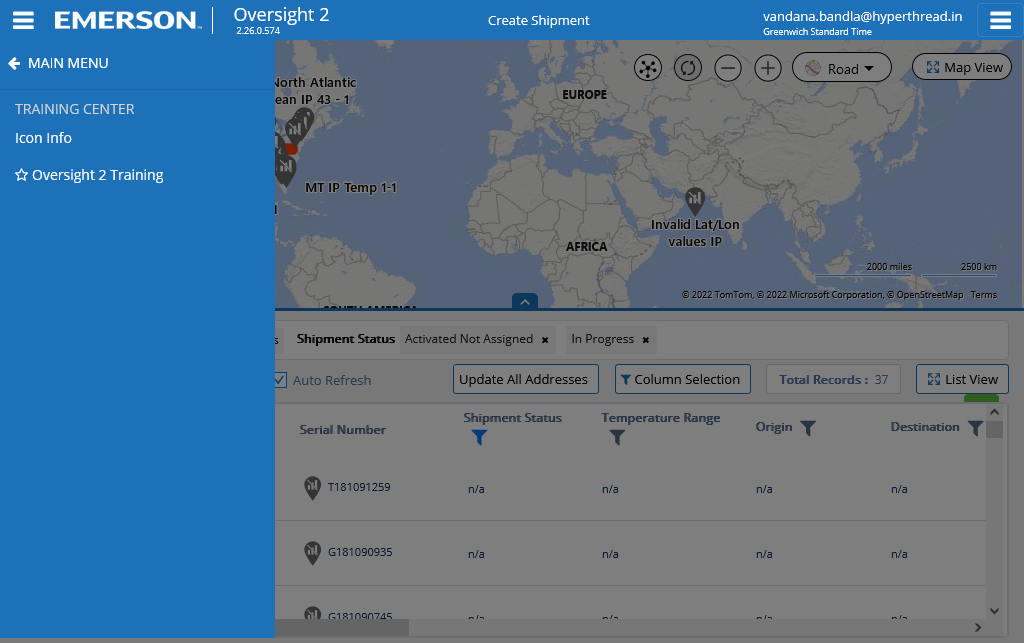 EMERSON
Oversight 2
2.26.0.574
Create Shipment
vandana.bandla@hyperthread.in
Greenwich Standard Time
MAIN MENU
TRAINING CENTER
Icon Info
Oversight 2 Training
North Atlantic
ean IP 43 - 1
MT IP Temp 1-1
EUROPE
Road
Map View
Invalid Lat/Lon
values IP
AFRICA
SOUTH AMERICA
2000 miles
2500 km
© 2022 TomTom, © 2022 Microsoft Corporation, © OpenStreetMap Terms
s Shipment Status Activated Not Assigned × In Progress ×
Auto Refresh
Update All Addresses
Column Selection
Total Records : 37
List View
Serial Number Shipment Status Temperature Range Origin Destination
T181091259 n/a n/a n/a n/a
G181090935 n/a n/a n/a n/a
G181090745 n/a n/a n/a n/a